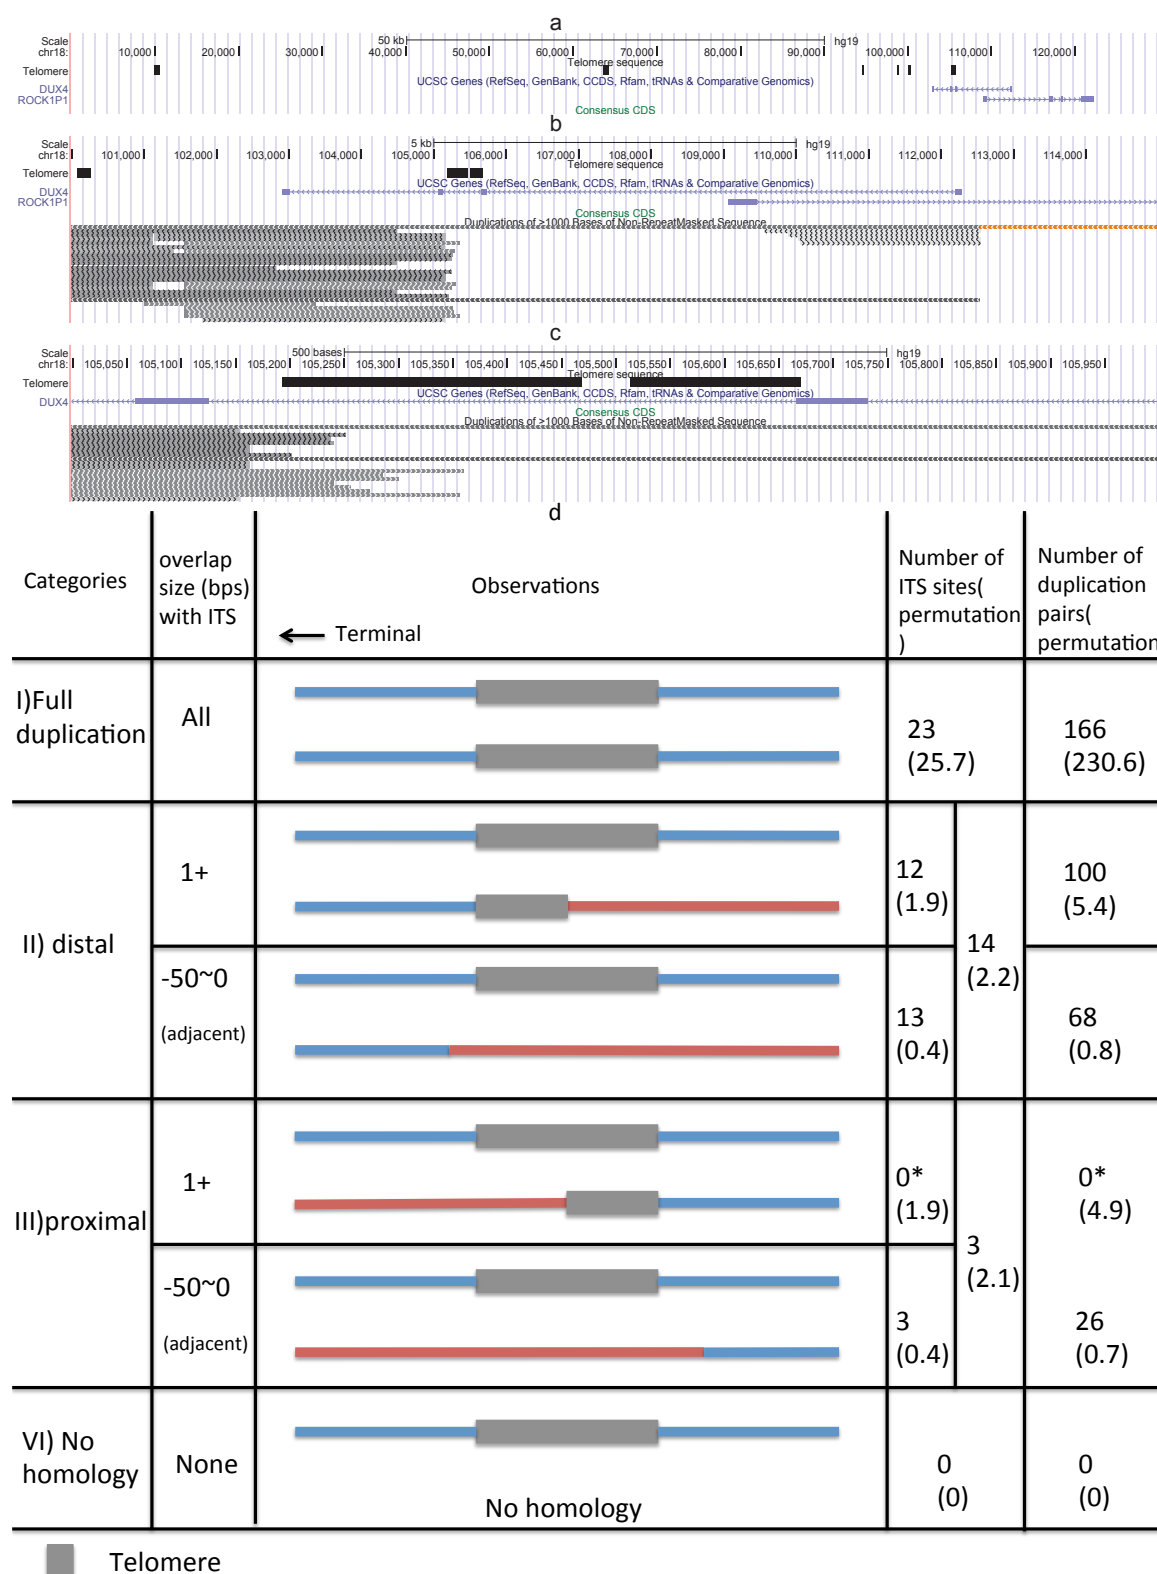 a
Scale 50 kb hg19
chr18: 10,000 20,000 30,000 40,000 50,000 60,000 70,000 80,000 90,000 100,000 110,000 120,000
Telomere sequence
Telomere
UCSC Genes (RefSeq, GenBank, CCDS, Rfam, tRNAs & Comparative Genomics)
DUX4
ROCK1P1
Consensus CDS
b
Scale 5 kb hg19
chr18: 101,000 102,000 103,000 104,000 105,000 106,000 107,000 108,000 109,000 110,000 111,000 112,000 113,000 114,000
Telomere sequence
Telomere
UCSC Genes (RefSeq, GenBank, CCDS, Rfam, tRNAs & Comparative Genomics)
DUX4
ROCK1P1
Consensus CDS
Duplications of >1000 Bases of Non-RepeatMasked Sequence
c
Scale 500 bases hg19
chr18: 105,050 105,100 105,150 105,200 105,250 105,300 105,350 105,400 105,450 105,500 105,550 105,600 105,650 105,700 105,750 105,800 105,850 105,900 105,950
Telomere sequence
Telomere
UCSC Genes (RefSeq, GenBank, CCDS, Rfam, tRNAs & Comparative Genomics)
DUX4
Consensus CDS
Duplications of >1000 Bases of Non-RepeatMasked Sequence
d
Categories
overlap
size (bps)
with ITS
Observations
Terminal
Number of
ITS sites(
permutation
)
Number of
duplication
pairs(
permutation
I)Full
duplication
All
23
(25.7)
166
(230.6)
II) distal
1+
12
(1.9)
14
(2.2)
100
(5.4)
-50~0
(adjacent)
13
(0.4)
68
(0.8)
III)proximal
1+
0*
(1.9)
3
(2.1)
0*
(4.9)
-50~0
(adjacent)
3
(0.4)
26
(0.7)
VI) No
homology
None
No homology
0
(0)
0
(0)
Telomere